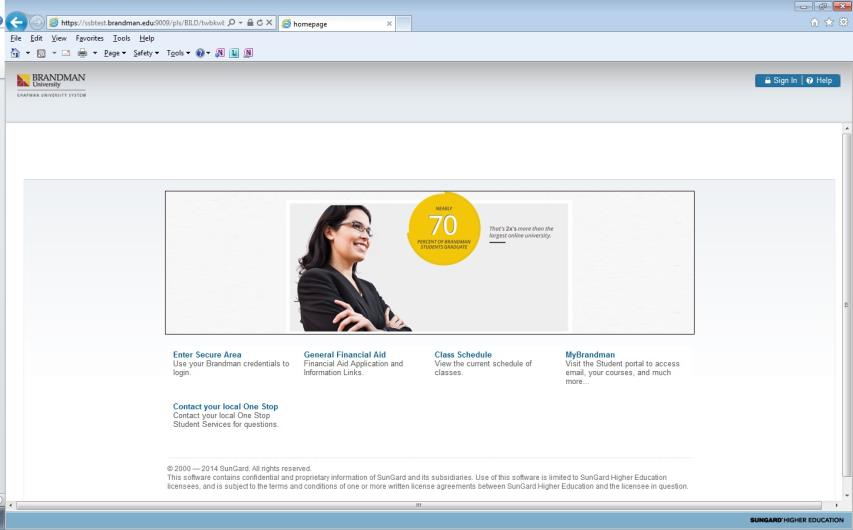 https://ssbtest.brandman.edu:9009/pls/BILD/twbkwb
homepage
File Edit View Favorites Tools Help
Page Safety Tools
BRANDMAN
University
CHAPMAN UNIVERSITY SYSTEM
Sign In Help
NEARLY
70
PERCENT OF BRANDMAN
STUDENTS GRADUATE
That's 2x's more then the
largest online university.
Enter Secure Area
Use your Brandman credentials to
login.
General Financial Aid
Financial Aid Application and
Information Links.
Class Schedule
View the current schedule of
classes.
MyBrandman
Visit the Student portal to access
email, your courses, and much
more...
Contact your local One Stop
Contact your local One Stop
Student Services for questions.
© 2000 — 2014 SunGard. All rights reserved.
This software contains confidential and proprietary information of SunGard and its subsidiaries. Use of this software is limited to SunGard Higher Education
licensees, and is subject to the terms and conditions of one or more written license agreements between SunGard Higher Education and the licensee in question.
SUNGARD HIGHER EDUCATION